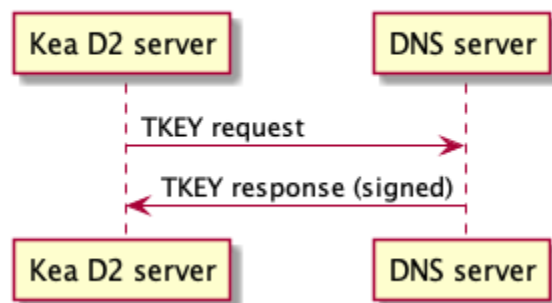 Kea D2 server
DNS server
TKEY request
TKEY response (signed)
Kea D2 server
DNS server